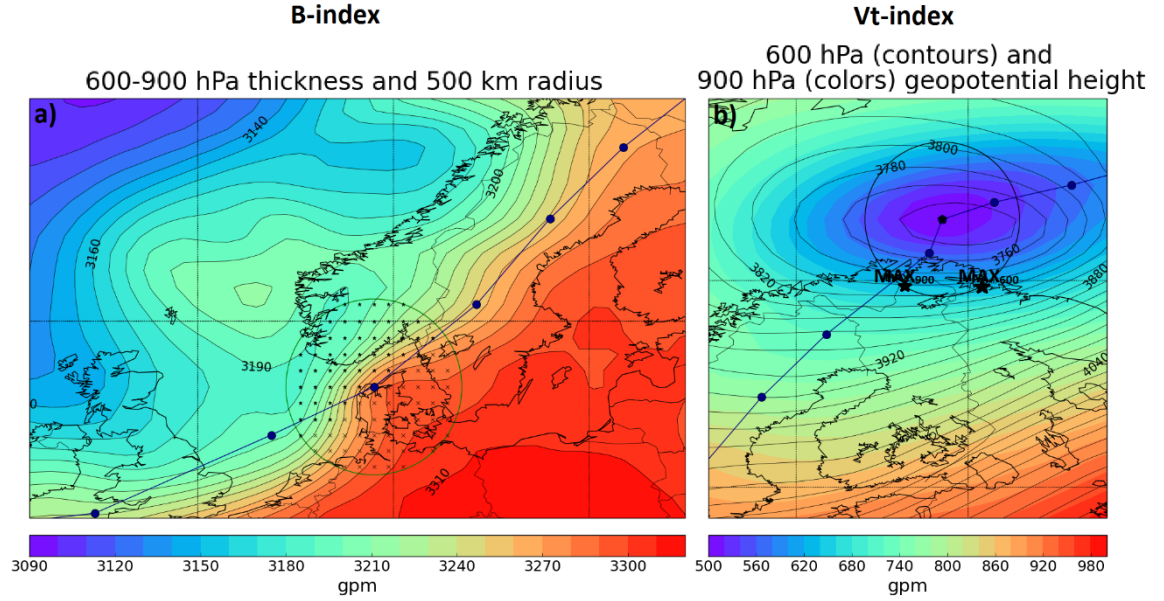 B-index
Vt-index
600-900 hPa thickness and 500 km radius
600 hPa (contours) and
900 hPa (colors) geopotential height
a)
3140
3200
3160
3190
0
3310
b)
3800
3780
3760
3820
3880
MAX900
MAX600
3920
4040
3090 3120 3150 3180 3210 3240 3270 3300
gpm
500 560 620 680 740 800 860 920 980
gpm